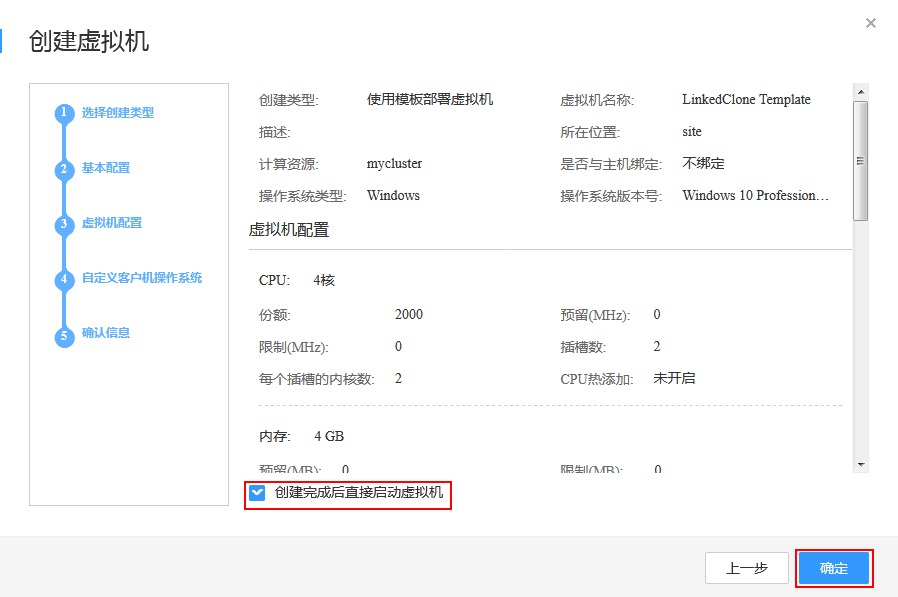 创建虚拟机
×
1 选择创建类型
2 基本配置
3 虚拟机配置
4 自定义客户机操作系统
5 确认信息
创建类型: 使用模板部署虚拟机 虚拟机名称: LinkedClone Template
描述: 所在位置: site
计算资源: mycluster 是否与主机绑定: 不绑定
操作系统类型: Windows 操作系统版本号: Windows 10 Profession…
虚拟机配置
CPU: 4核
份额: 2000 预留(MHz): 0
限制(MHz): 0 插槽数: 2
每个插槽的内核数: 2 CPU热添加: 未开启
内存: 4 GB
预留(MB): 0 限制(MB): 0
创建完成后直接启动虚拟机
上一步 确定